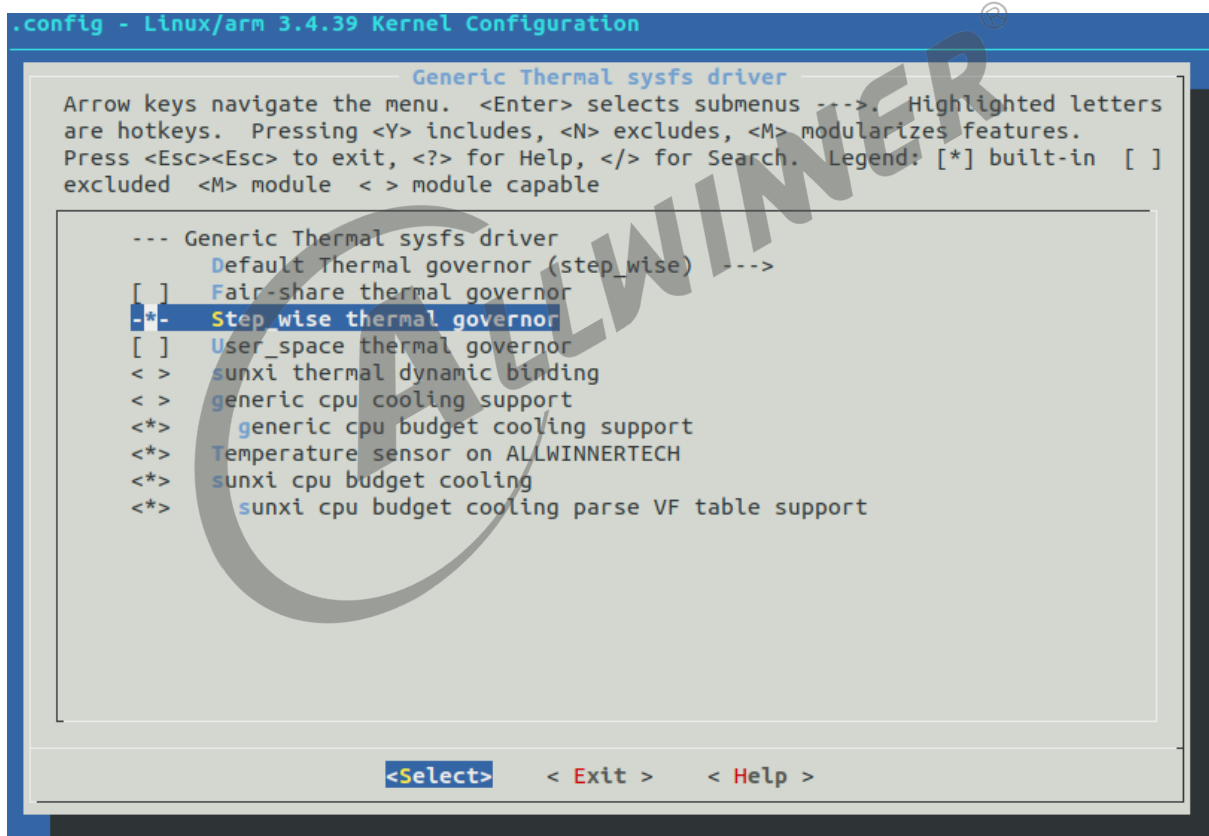 .config - Linux/arm 3.4.39 Kernel Configuration
Generic Thermal sysfs driver
Arrow keys navigate the menu. <Enter> selects submenus --->. Highlighted letters
are hotkeys. Pressing <Y> includes, <N> excludes, <M> modularizes features.
Press <Esc><Esc> to exit, <?> for Help, </> for Search. Legend: [*] built-in [ ]
excluded <M> module < > module capable
--- Generic Thermal sysfs driver
Default Thermal governor (step_wise) --->
[ ] Fair-share thermal governor
-*- Step_wise thermal governor
[ ] User_space thermal governor
< > sunxi thermal dynamic binding
< > generic cpu cooling support
<*> generic cpu budget cooling support
<*> Temperature sensor on ALLWINNERTECH
<*> sunxi cpu budget cooling
<*> sunxi cpu budget cooling parse VF table support
<Select> < Exit > < Help >
ALLWINNER®